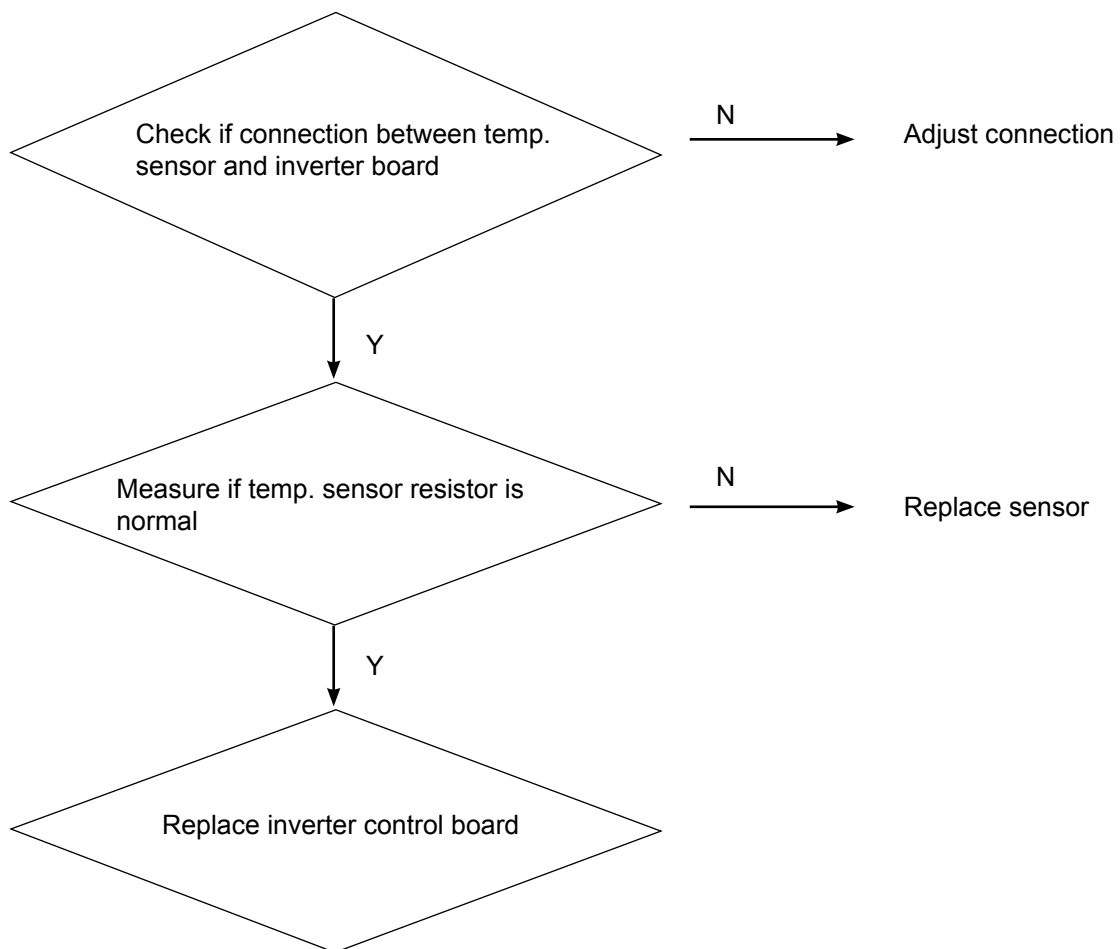 Check if connection between temp.
sensor and inverter board
N
Adjust connection
Y
Measure if temp. sensor resistor is
normal
N
Replace sensor
Y
Replace inverter control board